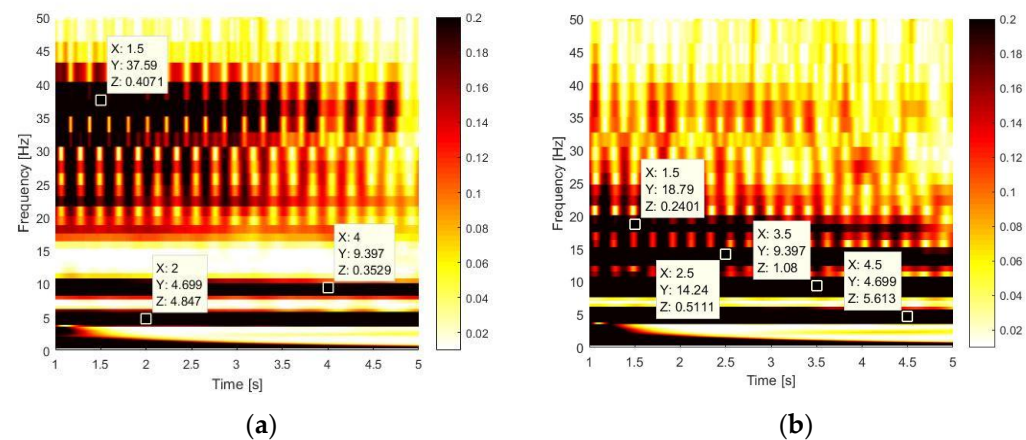 50
45
40
35
30
25
20
15
10
5
0
Frequency [Hz]
1
1.5
2
2.5
3
3.5
4
4.5
5
Time [s]
X: 1.5
Y: 37.59
Z: 0.4071
X: 2
Y: 4.699
Z: 4.847
X: 4
Y: 9.397
Z: 0.3529
0.2
0.18
0.16
0.14
0.12
0.1
0.08
0.06
0.04
0.02
(a)
50
45
40
35
30
25
20
15
10
5
0
Frequency [Hz]
1
1.5
2
2.5
3
3.5
4
4.5
5
Time [s]
X: 1.5
Y: 18.79
Z: 0.2401
X: 2.5
Y: 14.24
Z: 0.5111
X: 3.5
Y: 9.397
Z: 1.08
X: 4.5
Y: 4.699
Z: 5.613
0.2
0.18
0.16
0.14
0.12
0.1
0.08
0.06
0.04
0.02
(b)